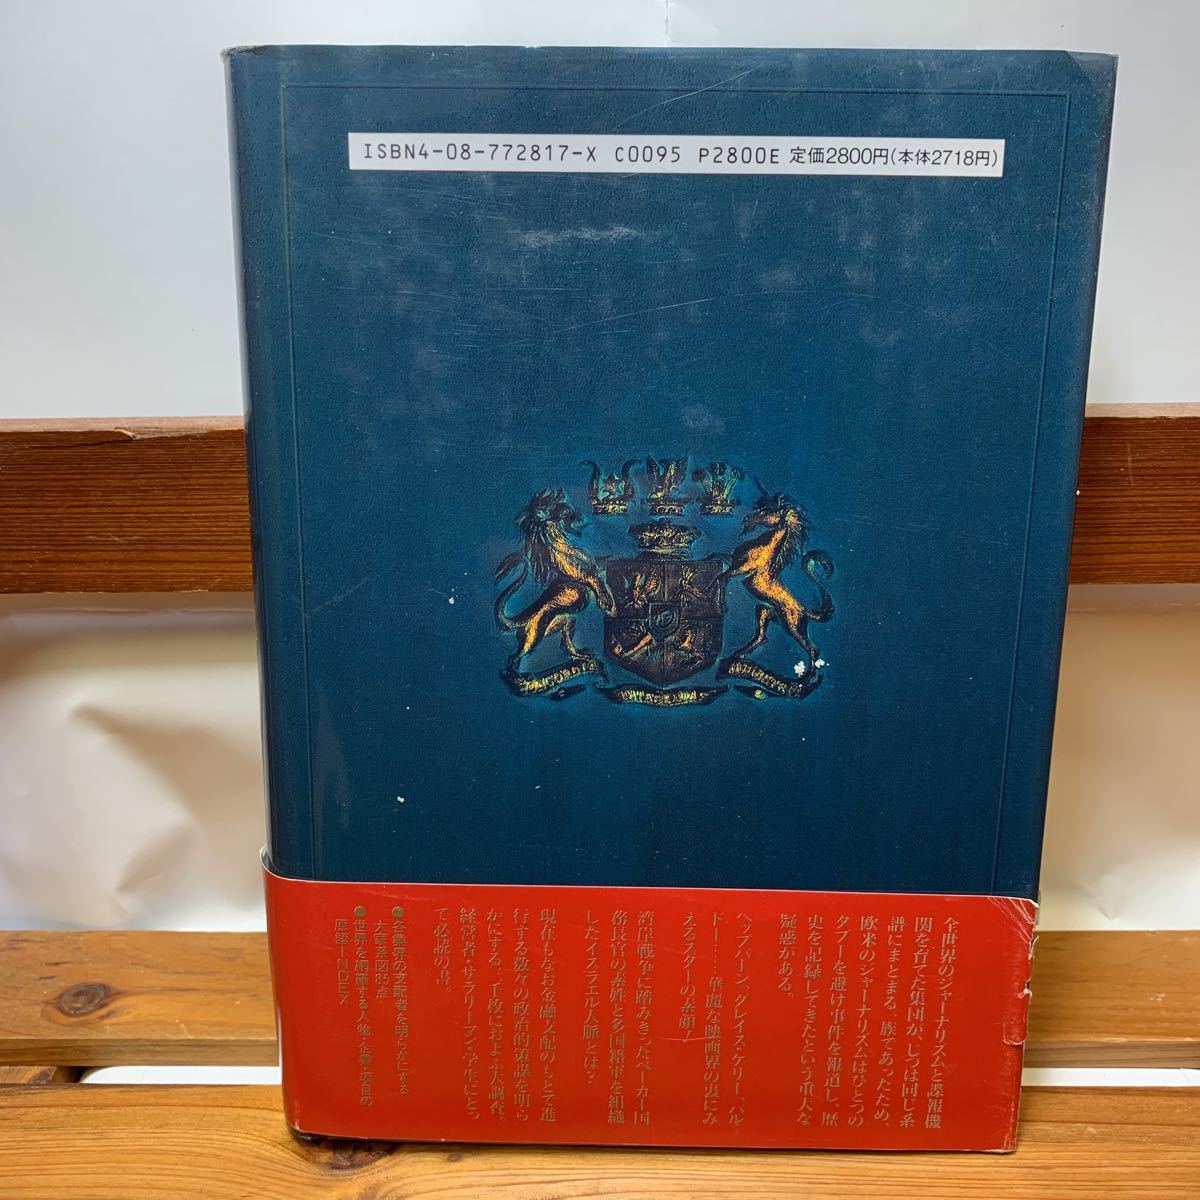 ISBN4-08-772817-X C0095 P2800E 定価2800円(本体2718円)
全世界のジャーナリズムと諜報機
関を育てた集団が、じつは同じ系
譜にまとまる一族であったため、
欧米のジャーナリズムはひとつの
タブーを避け事件を報道し、歴
史を記録してきたという重大な
疑惑がある。
ヘップバーン、グレイス・ケリー、バル
ドー……華麗な映画界の裏にみ
えるスターの素顔！
湾岸戦争に踏みきったベーカー国
務長官の素姓と多国籍軍を組織
したイスラエル人脈とは？
現在もなお金融支配のもとで進
行する数々の政治的策謀を明ら
かにする、千枚におよぶ大調査。
経営者・サラリーマン・学生にとっ
て必読の書。
●各業界の支配者を明らかにする
大系図85点
●世界を網羅する人物・企業・項目の
原語INDEX